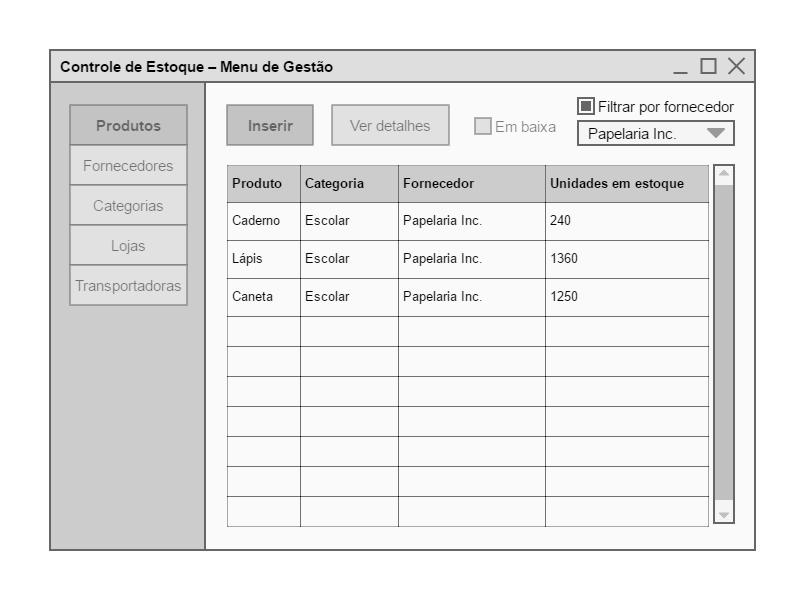 Controle de Estoque – Menu de Gestão
Produtos
Fornecedores
Categorias
Lojas
Transportadoras
Inserir
Ver detalhes
Em baixa
Filtrar por fornecedor
Papelaria Inc.
Produto Categoria Fornecedor Unidades em estoque
Caderno Escolar Papelaria Inc. 240
Lápis Escolar Papelaria Inc. 1360
Caneta Escolar Papelaria Inc. 1250